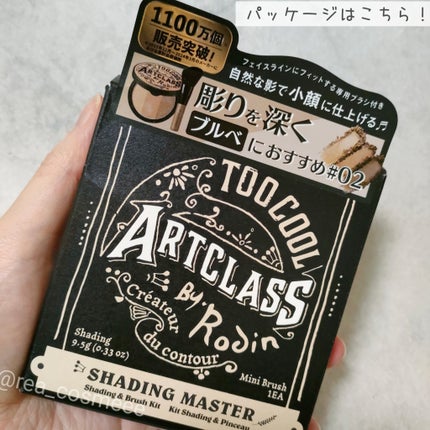 パッケージはこちら！
1100万個
販売突破!
フェイスラインにフィットする専用ブラシ付き
自然な影で小顔に仕上げる♬
彫りを深く
ブルベにおすすめ#02
TOO COOL
ARTCLASS
By. Rodin
Créateur
du contour
Shading
9.5g (0.33 oz)
Mini Brush
1EA
SHADING MASTER
Shading & Brush Kit
Kit Shading & Pinceau
@rea_cosmece